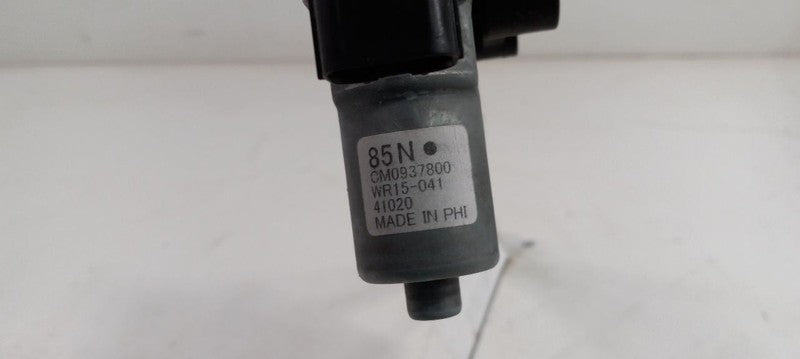 85N ●
CM0937800
WR15-041
41020
MADE IN PHI